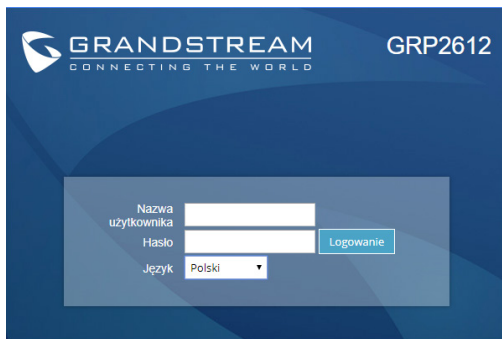 GRANDSTREAM
CONNECTING THE WORLD
GRP2612
Nazwa
użytkownika
Hasło
Logowanie
Język
Polski